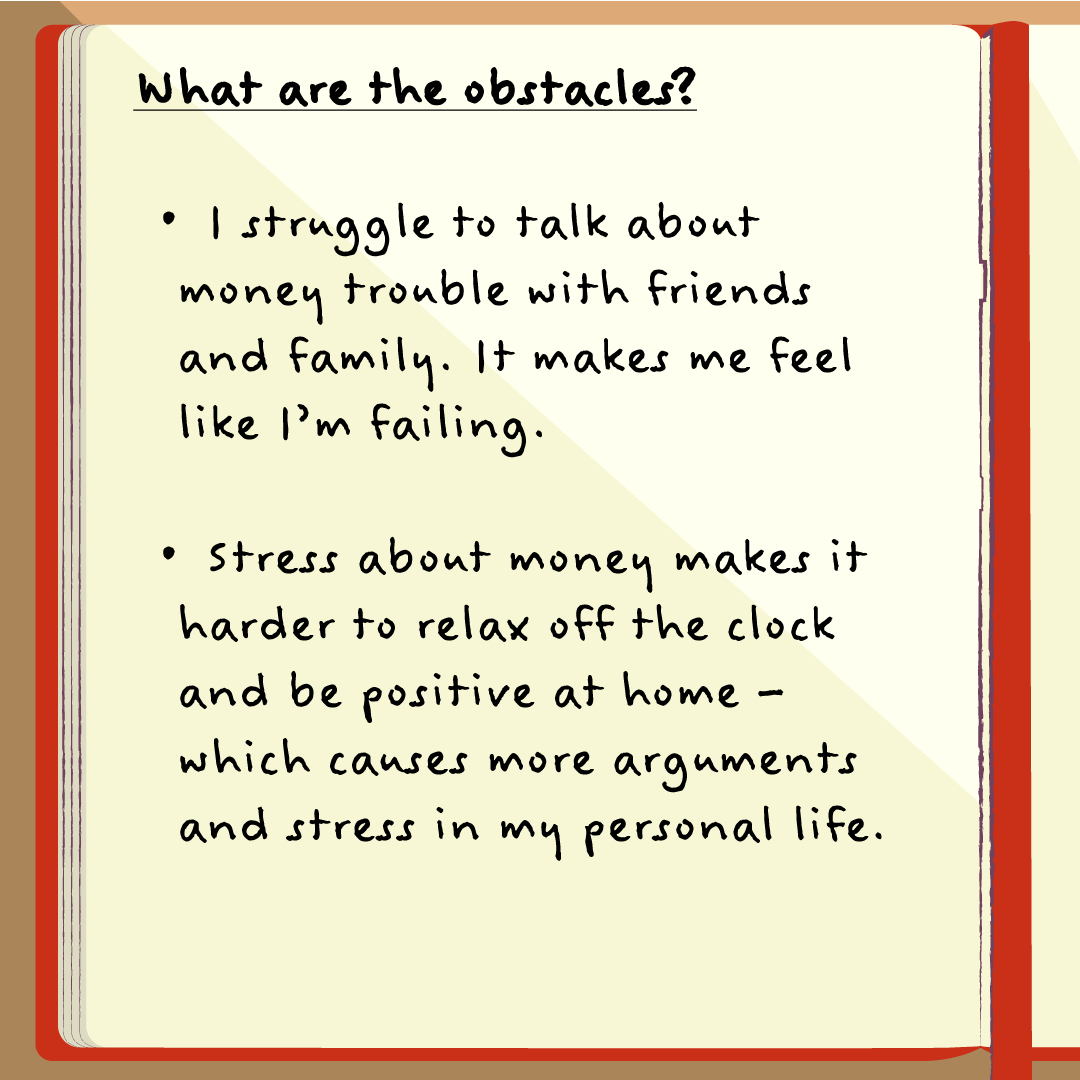 What are the obstacles?
• I struggle to talk about
money trouble with friends
and family. It makes me feel
like I'm failing.
• Stress about money makes it
harder to relax off the clock
and be positive at home –
which causes more arguments
and stress in my personal life.